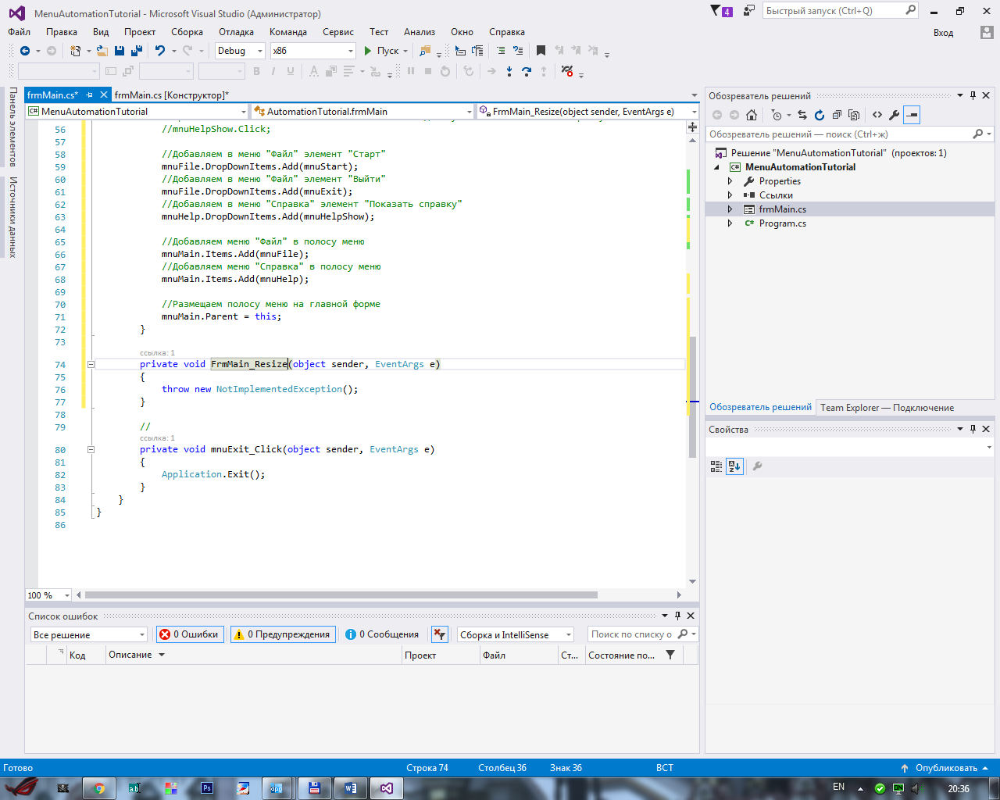 MenuAutomationTutorial - Microsoft Visual Studio (Администратор)
4
Быстрый запуск (Ctrl+Q)
Файл Правка Вид Проект Сборка Отладка Команда Сервис Тест Анализ Окно Справка
Вход
Debug x86 Пуск
Панель элементов
Источники данных
frmMain.cs* frmMain.cs [Конструктор]*
MenuAutomationTutorial AutomationTutorial.frmMain FrmMain_Resize(object sender, EventArgs e)
56 //mnuHelpShow.Click;
57
58 //Добавляем в меню "Файл" элемент "Старт"
59 mnuFile.DropDownItems.Add(mnuStart);
60 //Добавляем в меню "Файл" элемент "Выйти"
61 mnuFile.DropDownItems.Add(mnuExit);
62 //Добавляем в меню "Справка" элемент "Показать справку"
63 mnuHelp.DropDownItems.Add(mnuHelpShow);
64
65 //Добавляем меню "Файл" в полосу меню
66 mnuMain.Items.Add(mnuFile);
67 //Добавляем меню "Справка" в полосу меню
68 mnuMain.Items.Add(mnuHelp);
69
70 //Размещаем полосу меню на главной форме
71 mnuMain.Parent = this;
72 }
73
ссылка: 1
74 private void FrmMain_Resize(object sender, EventArgs e)
75 {
76 throw new NotImplementedException();
77 }
78
79 //
ссылка: 1
80 private void mnuExit_Click(object sender, EventArgs e)
81 {
82 Application.Exit();
83 }
84 }
85 }
86
100 %
Обозреватель решений
Обозреватель решений — поиск (Ctrl+ж)
Решение "MenuAutomationTutorial" (проектов: 1)
MenuAutomationTutorial
Properties
Ссылки
frmMain.cs
Program.cs
Обозреватель решений Team Explorer — Подключение
Свойства
Список ошибок
Все решение 0 Ошибки 0 Предупреждения 0 Сообщения Сборка и IntelliSense Поиск по списку о
Код Описание Проект Файл Ст... Состояние по...
Готово Строка 74 Столбец 36 Знак 36 ВСТ Опубликовать
EN 20:36